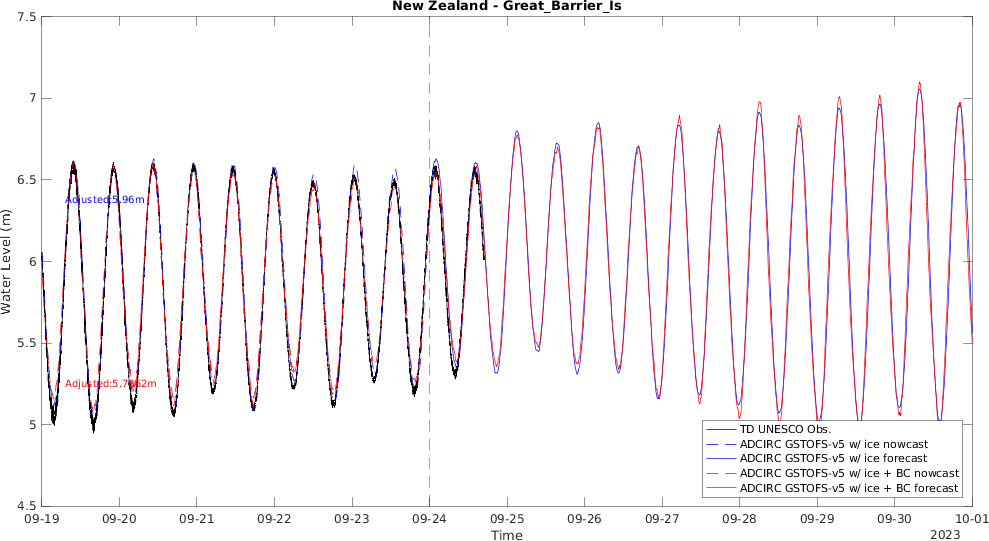 New Zealand - Great_Barrier_Is
7.5
7
6.5
6
5.5
5
4.5
Water Level (m)
Adjusted:5.96m
TD UNESCO Obs.
ADCIRC GSTOFS-v5 w/ ice nowcast
ADCIRC GSTOFS-v5 w/ ice forecast
ADCIRC GSTOFS-v5 w/ ice + BC nowcast
ADCIRC GSTOFS-v5 w/ ice + BC forecast
09-19 09-20 09-21 09-22 09-23 09-24 09-25 09-26 09-27 09-28 09-29 09-30 10-01
Time
2023